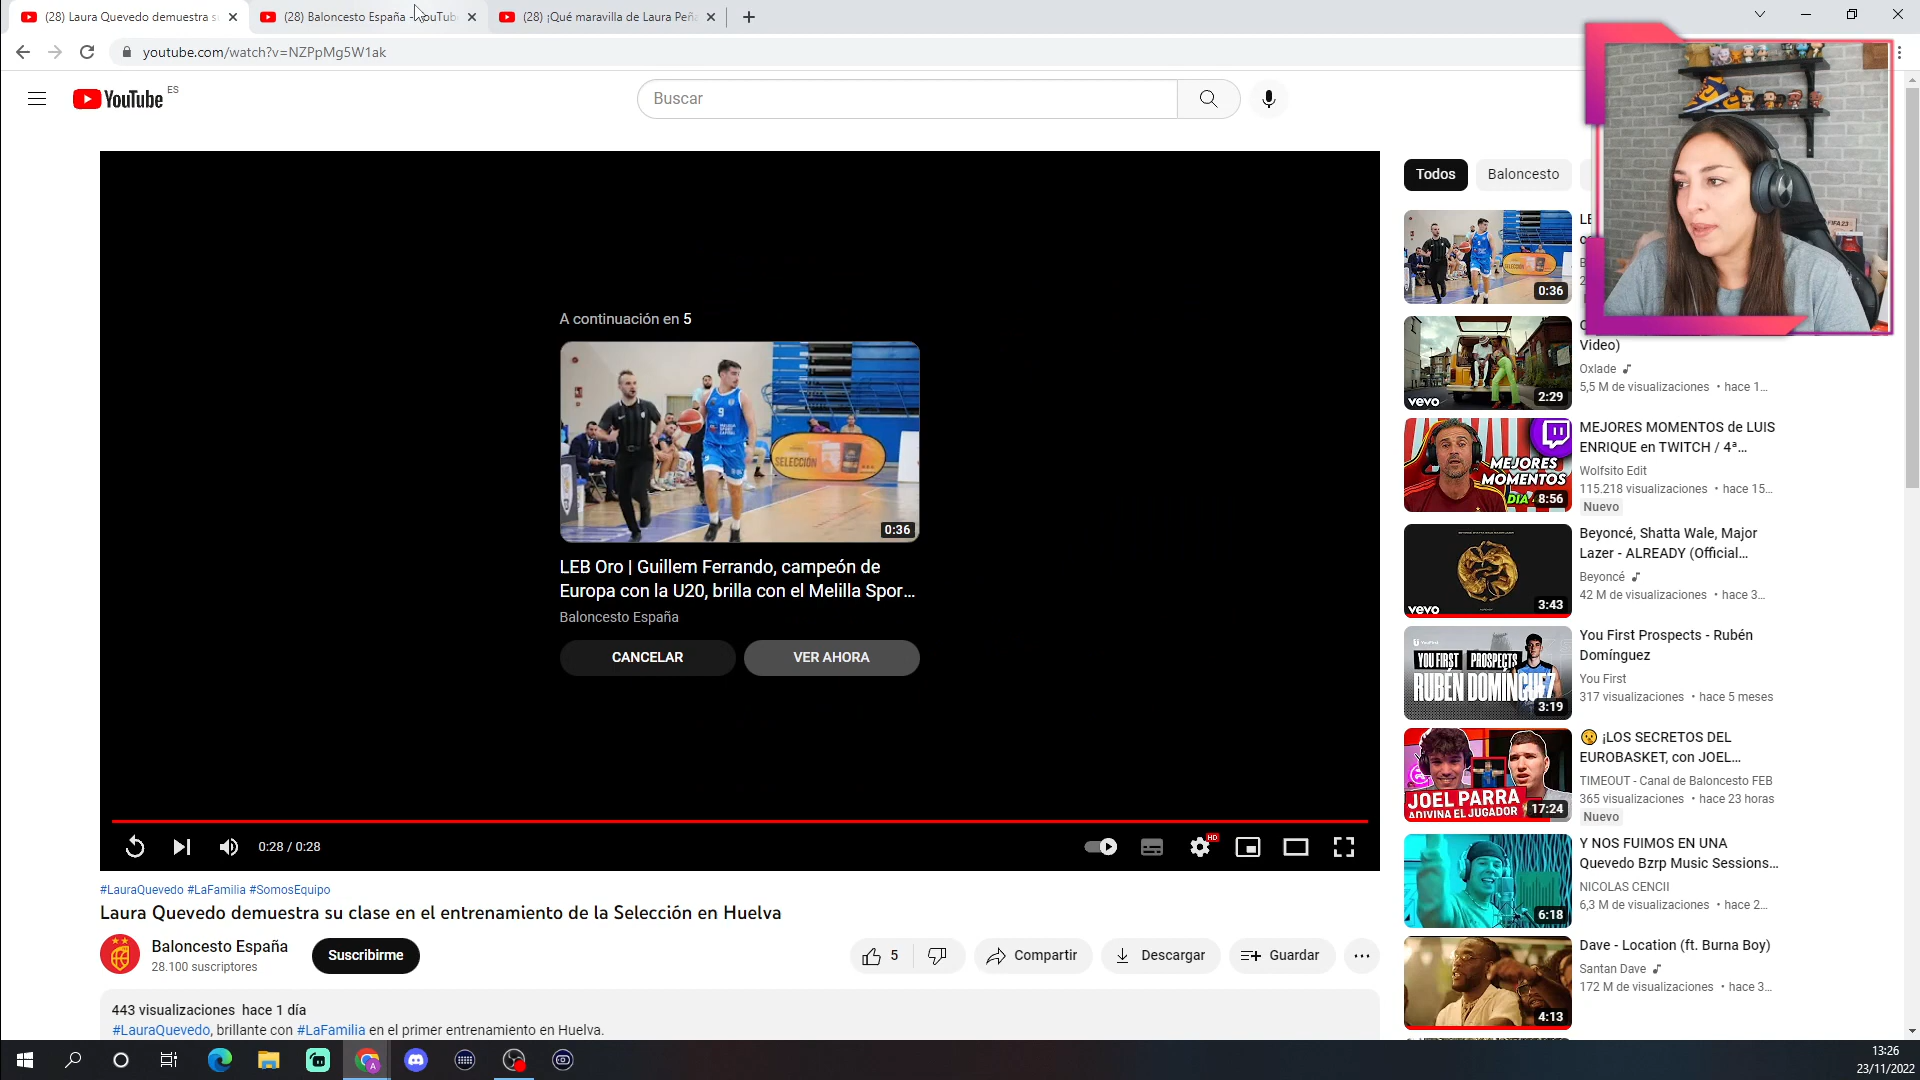 (28) Laura Quevedo demuestra s
(28) Baloncesto España - YouTub
(28) ¡Qué maravilla de Laura Peña
youtube.com/watch?v=NZPpMg5W1ak
YouTube ES
Buscar
A continuación en 5
SELECCIÓN
9
0:36
LEB Oro | Guillem Ferrando, campeón de
Europa con la U20, brilla con el Melilla Spor...
Baloncesto España
CANCELAR
VER AHORA
0:28 / 0:28
HD
#LauraQuevedo #LaFamilia #SomosEquipo
Laura Quevedo demuestra su clase en el entrenamiento de la Selección en Huelva
Baloncesto España
28.100 suscriptores
Suscribirme
5
Compartir
Descargar
Guardar
443 visualizaciones hace 1 día
#LauraQuevedo, brillante con #LaFamilia en el primer entrenamiento en Huelva.
Todos
Baloncesto
0:36
FIFA 23
vevo
2:29
Video)
Oxlade
5,5 M de visualizaciones • hace 1...
MEJORES
MOMENTOS
DIA 4
8:56
MEJORES MOMENTOS de LUIS
ENRIQUE en TWITCH / 4ª...
Wolfsito Edit
115.218 visualizaciones • hace 15...
Nuevo
vevo
3:43
Beyoncé, Shatta Wale, Major
Lazer - ALREADY (Official...
Beyoncé
42 M de visualizaciones • hace 3...
YOU FIRST PROSPECTS
RUBÉN DOMÍNGUEZ
3:19
You First Prospects - Rubén
Domínguez
You First
317 visualizaciones • hace 5 meses
JOEL PARRA
ADIVINA EL JUGADOR
17:24
¡LOS SECRETOS DEL
EUROBASKET, con JOEL...
TIMEOUT - Canal de Baloncesto FEB
365 visualizaciones • hace 23 horas
Nuevo
6:18
Y NOS FUIMOS EN UNA
Quevedo Bzrp Music Sessions...
NICOLAS CENCII
6,3 M de visualizaciones • hace 2...
4:13
Dave - Location (ft. Burna Boy)
Santan Dave
172 M de visualizaciones • hace 3...
13:26
23/11/2022